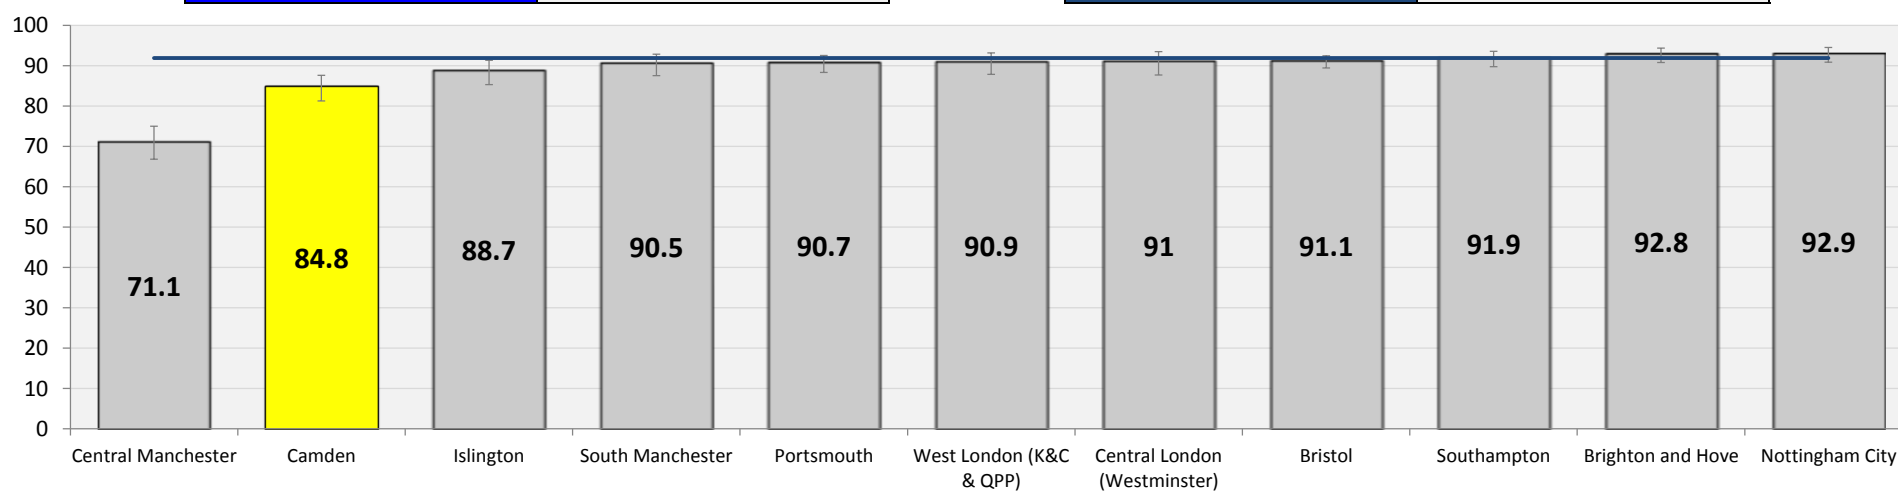 100
90
80
70
60
50
40
30
20
10
0
71.1
84.8
88.7
90.5
90.7
90.9
91
91.1
91.9
92.8
92.9
Central Manchester
Camden
Islington
South Manchester
Portsmouth
West London (K&C
& QPP)
Central London
(Westminster)
Bristol
Southampton
Brighton and Hove
Nottingham City